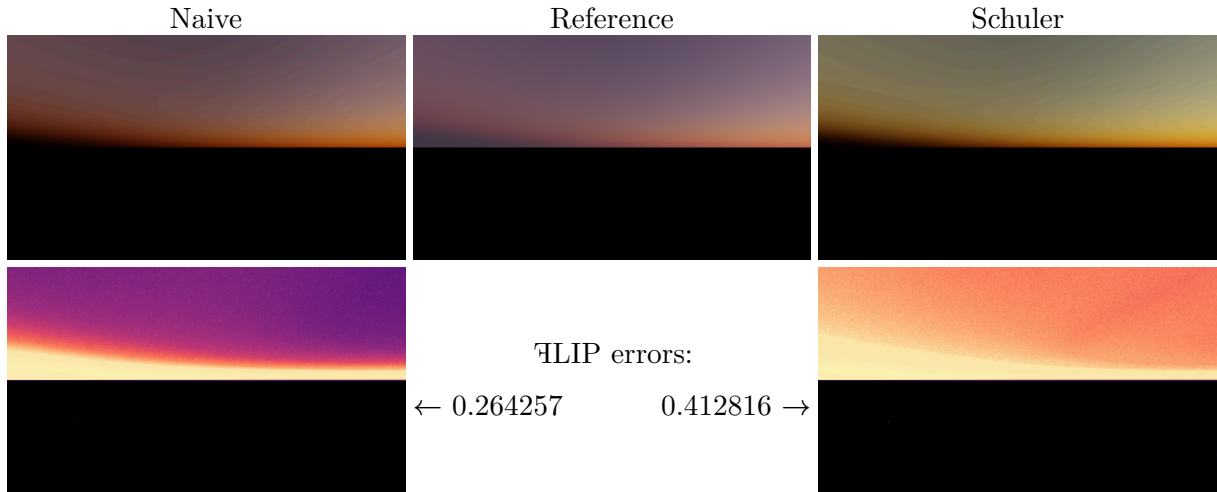 Naive
Reference
Schuler
ꟻLIP errors:
← 0.264257
0.412816 →